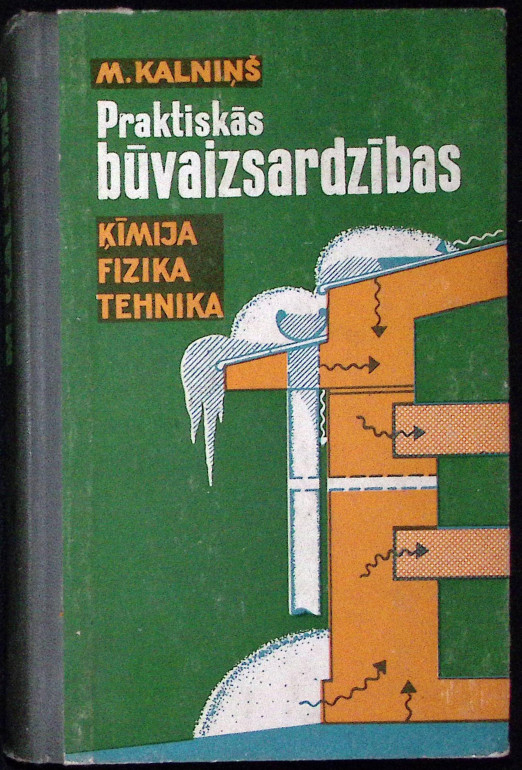 M. KALNIŅŠ
Praktiskās
būvaizsardzības
ĶĪMIJA
FIZIKA
TEHNIKA